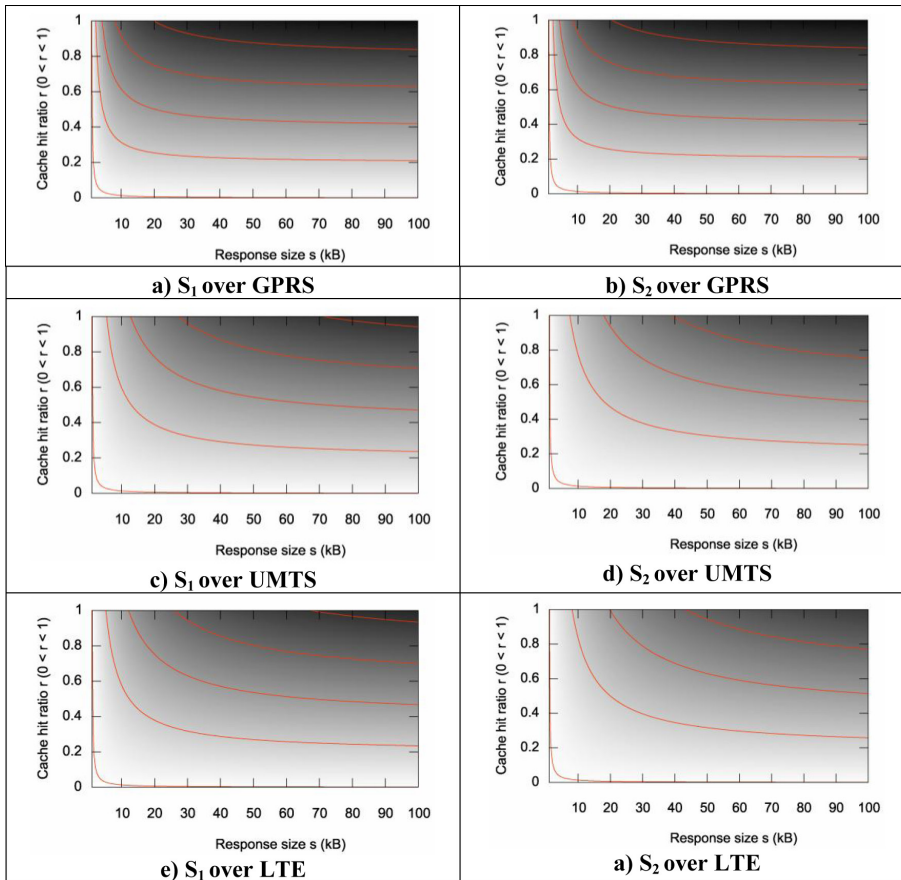 Cache hit ratio r (0 < r < 1)
1
0.8
0.6
0.4
0.2
0
10 20 30 40 50 60 70 80 90 100
Response size s (kB)
a) S1 over GPRS
Cache hit ratio r (0 < r < 1)
1
0.8
0.6
0.4
0.2
0
10 20 30 40 50 60 70 80 90 100
Response size s (kB)
b) S2 over GPRS
Cache hit ratio r (0 < r < 1)
1
0.8
0.6
0.4
0.2
0
10 20 30 40 50 60 70 80 90 100
Response size s (kB)
c) S1 over UMTS
Cache hit ratio r (0 < r < 1)
1
0.8
0.6
0.4
0.2
0
10 20 30 40 50 60 70 80 90 100
Response size s (kB)
d) S2 over UMTS
Cache hit ratio r (0 < r < 1)
1
0.8
0.6
0.4
0.2
0
10 20 30 40 50 60 70 80 90 100
Response size s (kB)
e) S1 over LTE
Cache hit ratio r (0 < r < 1)
1
0.8
0.6
0.4
0.2
0
10 20 30 40 50 60 70 80 90 100
Response size s (kB)
a) S2 over LTE